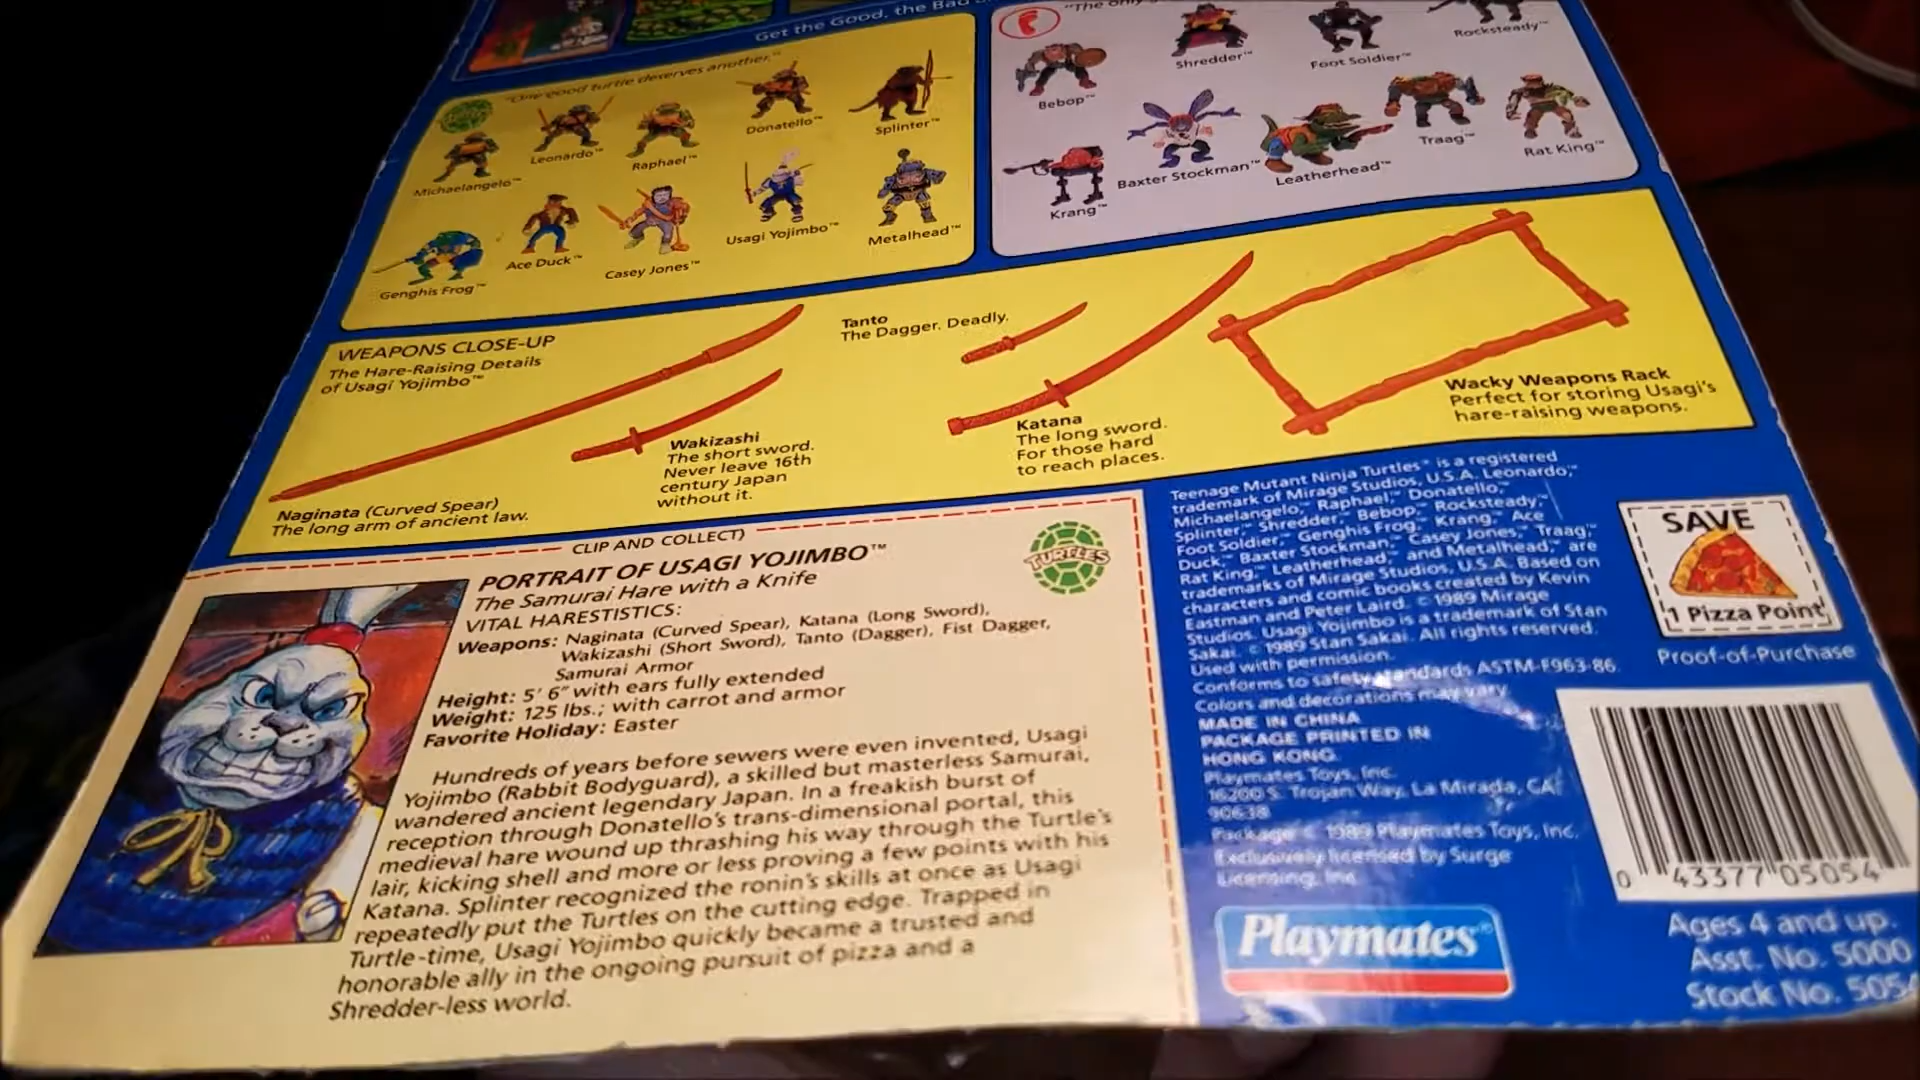 Get the Good, the Bad
"One good turtle deserves another."
Michaelangelo™
Leonardo™
Raphael™
Donatello™
Splinter™
Genghis Frog™
Ace Duck™
Casey Jones™
Usagi Yojimbo™
Metalhead™
"The only
Bebop™
Shredder™
Foot Soldier™
Rocksteady™
Krang™
Baxter Stockman™
Leatherhead™
Traag™
Rat King™
WEAPONS CLOSE-UP
The Hare-Raising Details
of Usagi Yojimbo™
Naginata (Curved Spear)
The long arm of ancient law.
Wakizashi
The short sword.
Never leave 16th
century Japan
without it.
Tanto
The Dagger. Deadly.
Katana
The long sword.
For those hard
to reach places.
Wacky Weapons Rack
Perfect for storing Usagi's
hare-raising weapons.
CLIP AND COLLECT)
PORTRAIT OF USAGI YOJIMBO™
The Samurai Hare with a Knife
TURTLES
VITAL HARESTISTICS:
Weapons: Naginata (Curved Spear), Katana (Long Sword),
Wakizashi (Short Sword), Tanto (Dagger), Fist Dagger,
Samurai Armor
Height: 5' 6" with ears fully extended
Weight: 125 lbs.; with carrot and armor
Favorite Holiday: Easter
Hundreds of years before sewers were even invented, Usagi
Yojimbo (Rabbit Bodyguard), a skilled but masterless Samurai,
wandered ancient legendary Japan. In a freakish burst of
reception through Donatello's trans-dimensional portal, this
medieval hare wound up thrashing his way through the Turtle's
lair, kicking shell and more or less proving a few points with his
Katana. Splinter recognized the ronin's skills at once as Usagi
repeatedly put the Turtles on the cutting edge. Trapped in
Turtle-time, Usagi Yojimbo quickly became a trusted and
honorable ally in the ongoing pursuit of pizza and a
Shredder-less world.
Teenage Mutant Ninja Turtles® is a registered
trademark of Mirage Studios, U.S.A. Leonardo,™
Michaelangelo,™ Raphael,™ Donatello,™
Splinter,™ Shredder,™ Bebop,™ Rocksteady,™
Foot Soldier,™ Genghis Frog,™ Krang,™ Ace
Duck,™ Baxter Stockman,™ Casey Jones,™ Traag,™
Rat King,™ Leatherhead,™ and Metalhead,™ are
trademarks of Mirage Studios, U.S.A. Based on
characters and comic books created by Kevin
Eastman and Peter Laird. © 1989 Mirage
Studios. Usagi Yojimbo is a trademark of Stan
Sakai. © 1989 Stan Sakai. All rights reserved.
Used with permission.
Conforms to safety standards ASTM-F963-86.
Colors and decorations may vary.
MADE IN CHINA
PACKAGE PRINTED IN
HONG KONG.
Playmates Toys, Inc.
16200 S. Trojan Way, La Mirada, CA
90638
Package © 1989 Playmates Toys, Inc.
Exclusively licensed by Surge
Licensing, Inc.
Playmates®
SAVE
1 Pizza Point
Proof-of-Purchase
0 43377 05054
Ages 4 and up.
Asst. No. 5000
Stock No. 5054